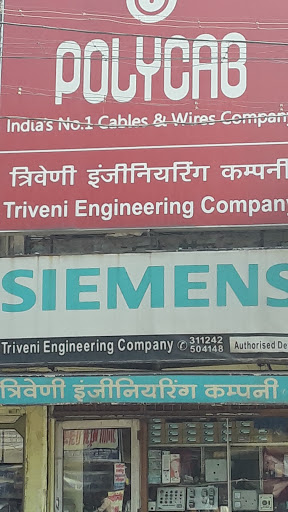 POLYCAB
India's No.1 Cables & Wires Company
त्रिवेणी इंजीनियरिंग कम्पनी
Triveni Engineering Company
SIEMENS
Triveni Engineering Company ✆ 311242
504148
Authorised De
त्रिवेणी इंजीनियरिंग कम्पनी